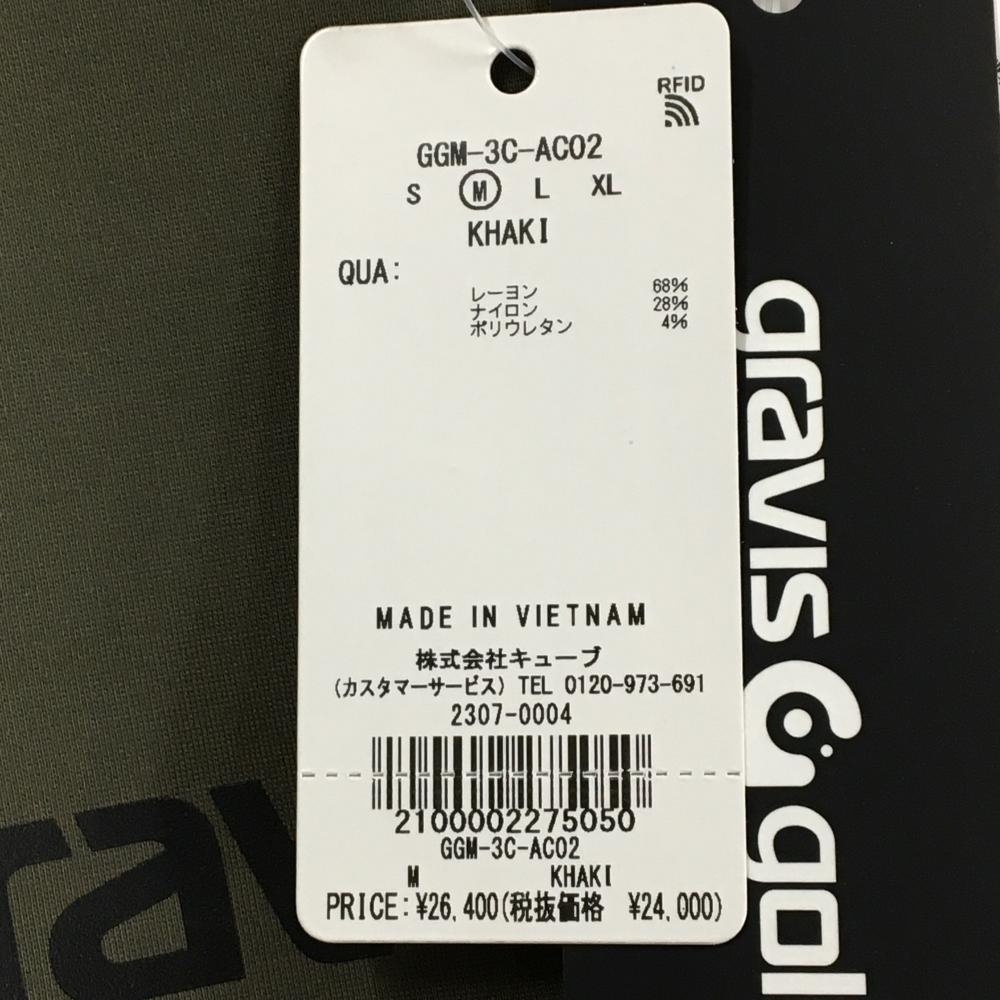 RFID
GGM-3C-AC02
S M L XL
KHAKI
QUA:
レーヨン 68%
ナイロン 28%
ポリウレタン 4%
MADE IN VIETNAM
株式会社キューブ
(カスタマーサービス) TEL 0120-973-691
2307-0004
2100002275050
GGM-3C-AC02
M KHAKI
PRICE:¥26,400(税抜価格 ¥24,000)
gravis gol
rav